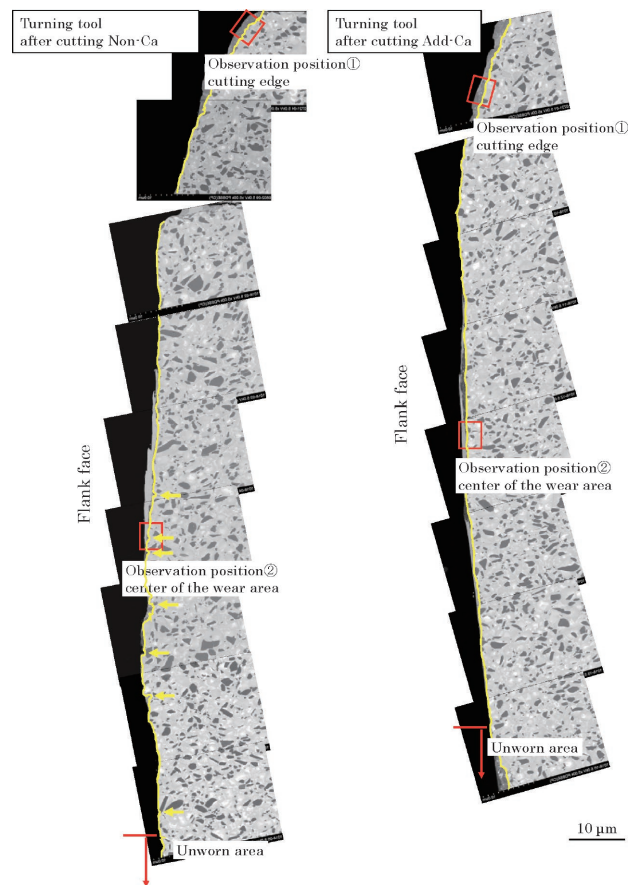 Turning tool
after cutting Non-Ca
Observation position①
cutting edge
Flank face
Observation position②
center of the wear area
Unworn area
Turning tool
after cutting Add-Ca
Observation position①
cutting edge
Flank face
Observation position②
center of the wear area
Unworn area
10 μm